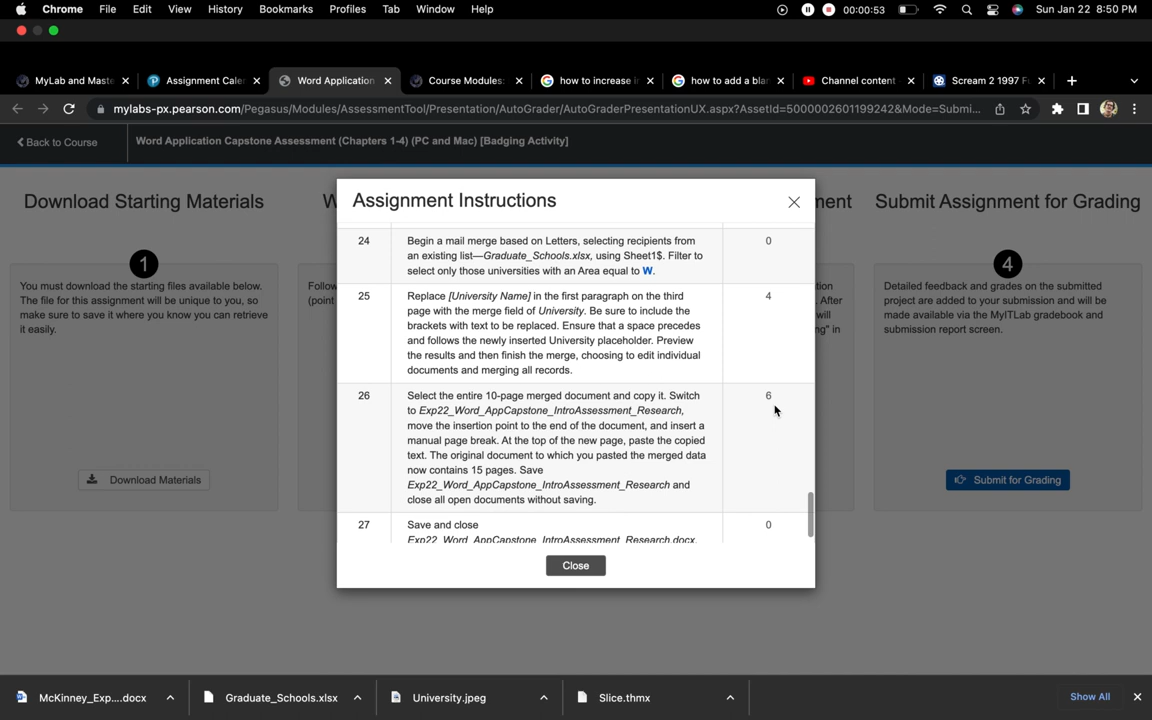 Chrome File Edit View History Bookmarks Profiles Tab Window Help 00:00:53 Sun Jan 22 8:50 PM
MyLab and Maste Assignment Cale Word Application Course Modules: how to increase i how to add a bla Channel content Scream 2 1997 F
mylabs-px.pearson.com/Pegasus/Modules/AssessmentTool/Presentation/AutoGrader/AutoGraderPresentationUX.aspx?AssetId=5000002601199242&Mode=Submi...
Back to Course Word Application Capstone Assessment (Chapters 1-4) (PC and Mac) [Badging Activity]
Download Starting Materials
1
You must download the starting files available below.
The file for this assignment will be unique to you, so
make sure to save it where you know you can retrieve
it easily.
Download Materials
W
Follow
(point
Assignment Instructions
24 Begin a mail merge based on Letters, selecting recipients from 0
an existing list—Graduate_Schools.xlsx, using Sheet1$. Filter to
select only those universities with an Area equal to W.
25 Replace [University Name] in the first paragraph on the third 4
page with the merge field of University. Be sure to include the
brackets with text to be replaced. Ensure that a space precedes
and follows the newly inserted University placeholder. Preview
the results and then finish the merge, choosing to edit individual
documents and merging all records.
26 Select the entire 10-page merged document and copy it. Switch 6
to Exp22_Word_AppCapstone_IntroAssessment_Research,
move the insertion point to the end of the document, and insert a
manual page break. At the top of the new page, paste the copied
text. The original document to which you pasted the merged data
now contains 15 pages. Save
Exp22_Word_AppCapstone_IntroAssessment_Research and
close all open documents without saving.
27 Save and close 0
Exp22_Word_AppCapstone_IntroAssessment_Research.docx.
Close
ment
tion
. After
will
ng" in
Submit Assignment for Grading
4
Detailed feedback and grades on the submitted
project are added to your submission and will be
made available via the MyITLab gradebook and
submission report screen.
Submit for Grading
McKinney_Exp....docx Graduate_Schools.xlsx University.jpeg Slice.thmx Show All